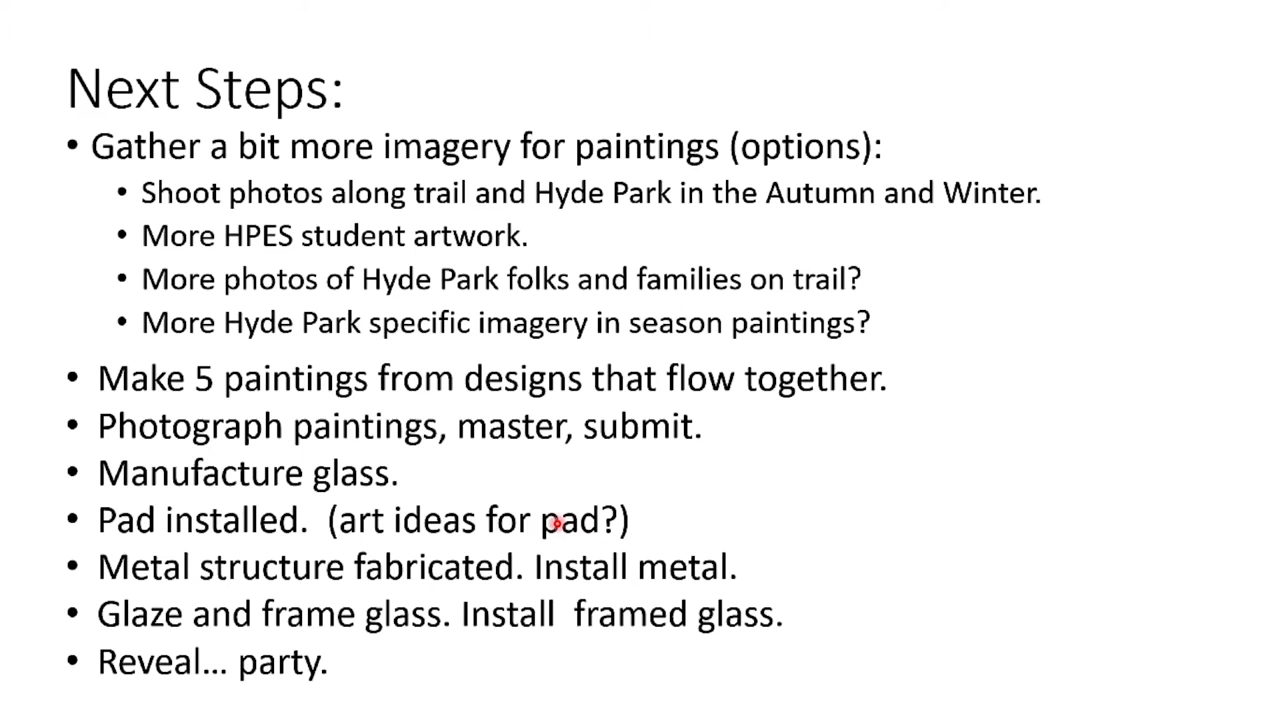 Next Steps:
• Gather a bit more imagery for paintings (options):
• Shoot photos along trail and Hyde Park in the Autumn and Winter.
• More HPES student artwork.
• More photos of Hyde Park folks and families on trail?
• More Hyde Park specific imagery in season paintings?
• Make 5 paintings from designs that flow together.
• Photograph paintings, master, submit.
• Manufacture glass.
• Pad installed.  (art ideas for pad?)
• Metal structure fabricated. Install metal.
• Glaze and frame glass. Install  framed glass.
• Reveal... party.